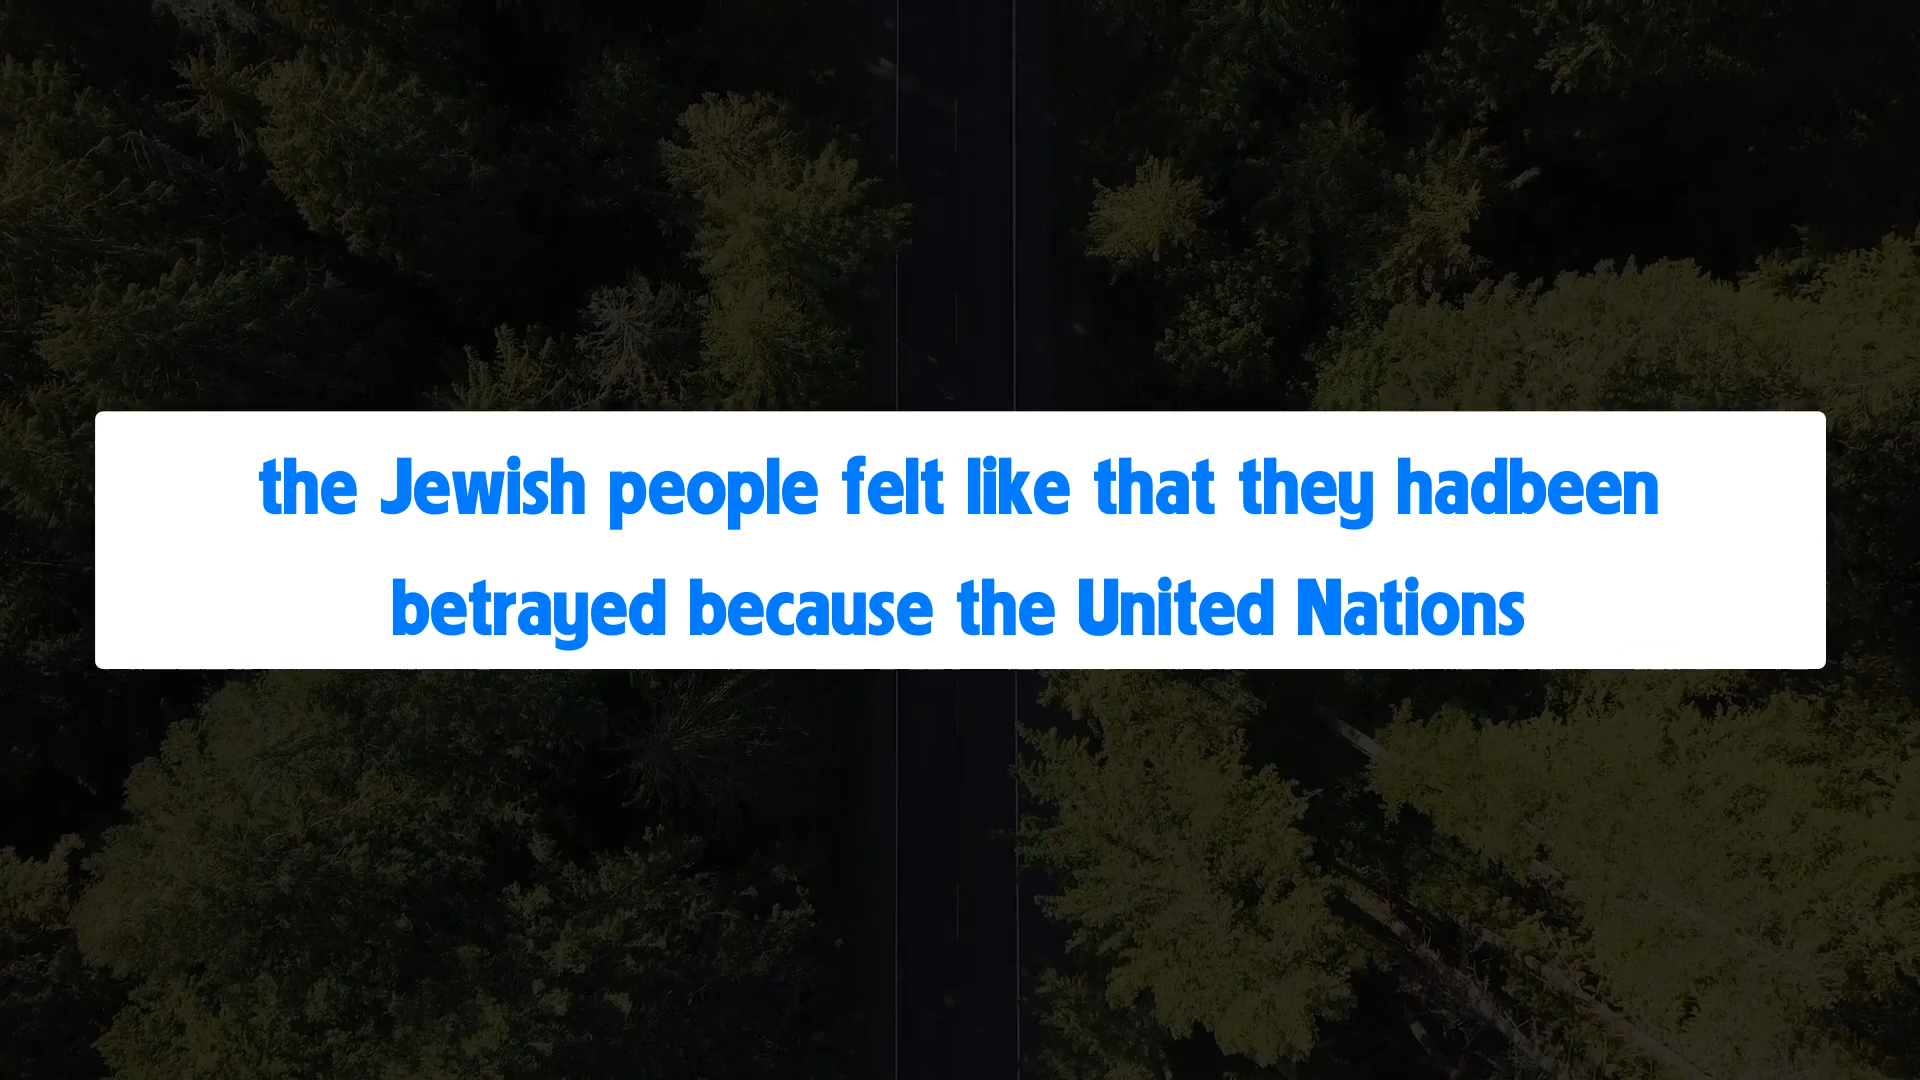 the Jewish people felt like that they hadbeen
betrayed because the United Nations